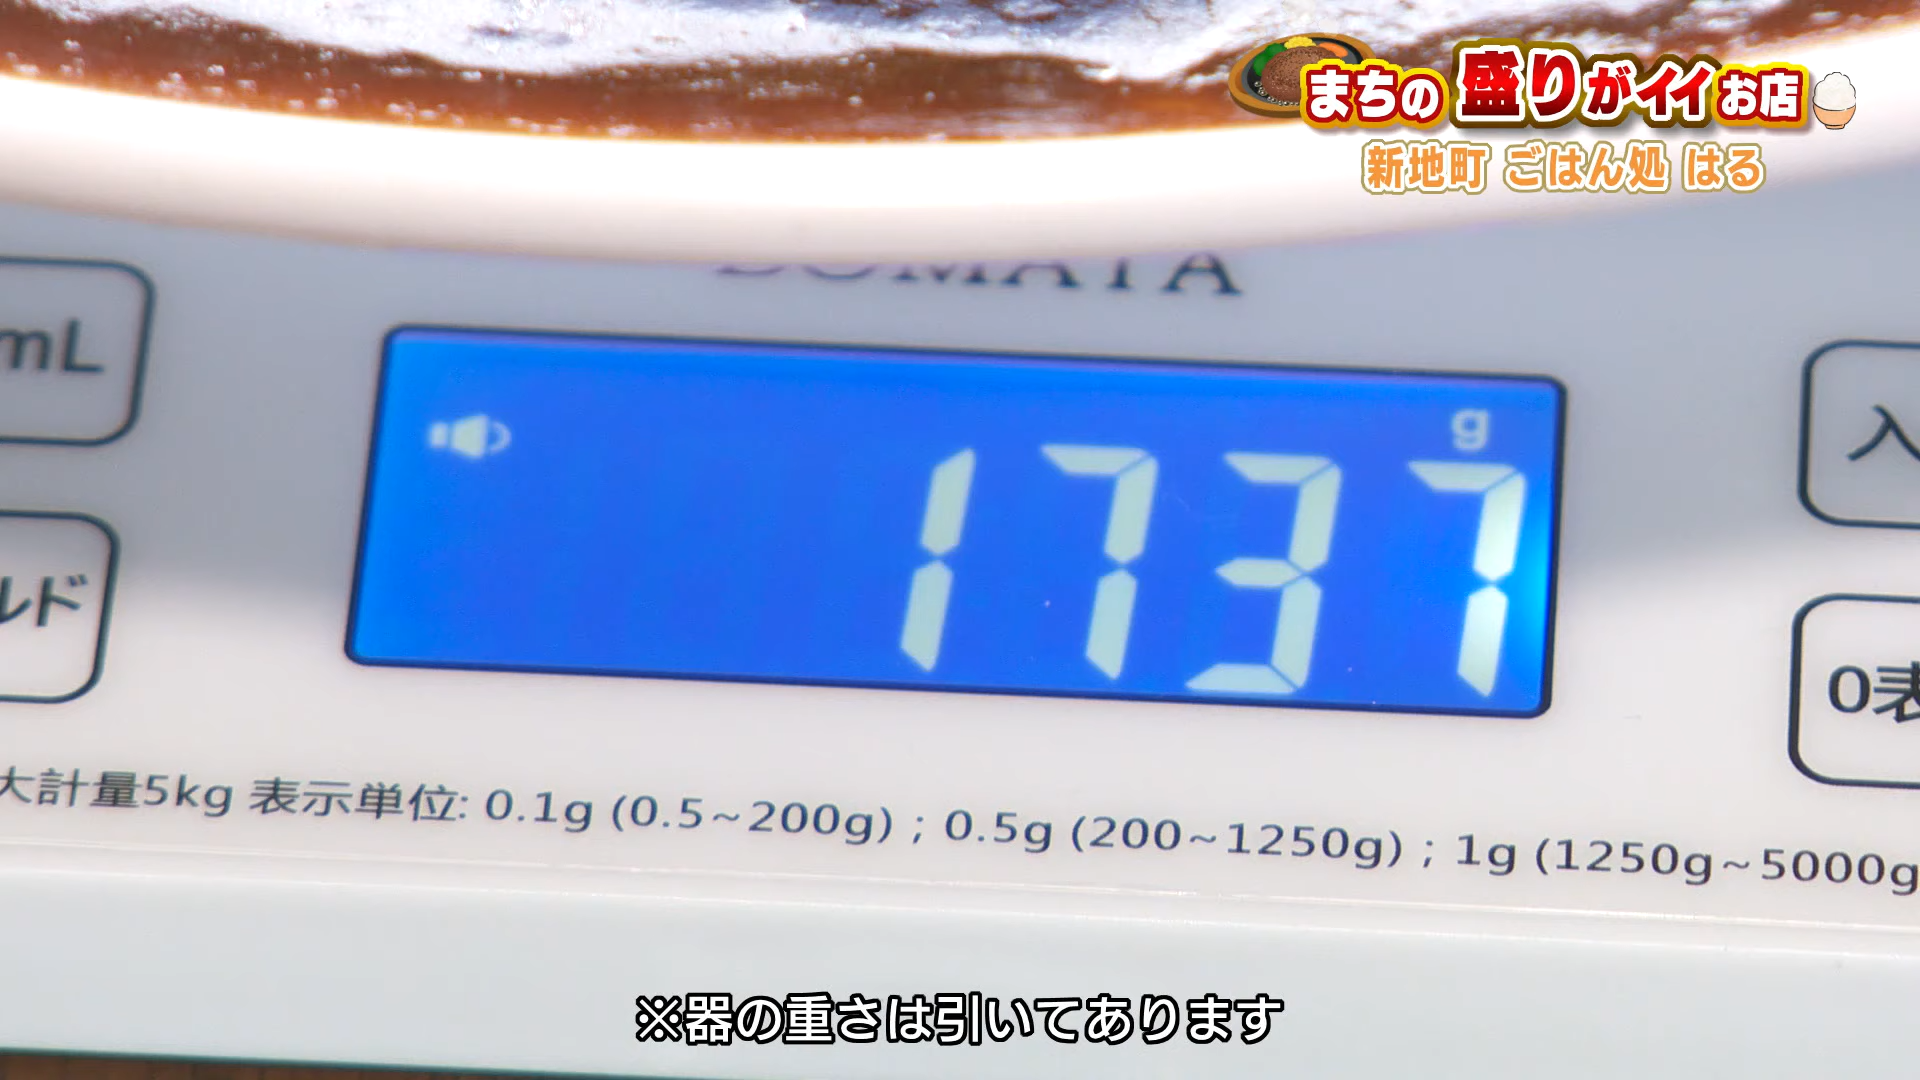 まちの盛りがイイお店
新地町 ごはん処 はる
mL
g
1737
入
ルド
0表
大計量5kg 表示単位: 0.1g (0.5~200g) ; 0.5g (200~1250g) ; 1g (1250g~5000g
※器の重さは引いてあります